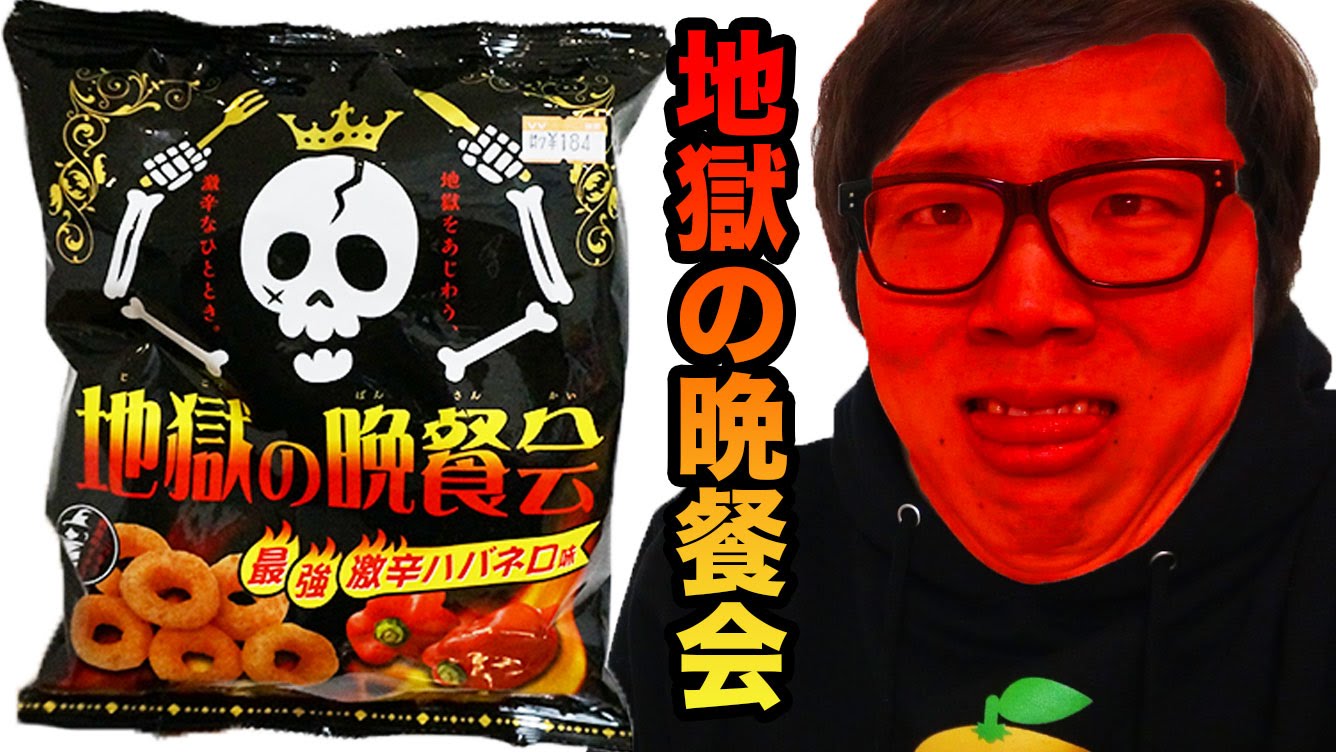 ¥184
地獄をあじわう、
激辛なひととき。
じごく
ばんさんかい
地獄の晩餐会
最強激辛ハバネロ味
地獄の晩餐会